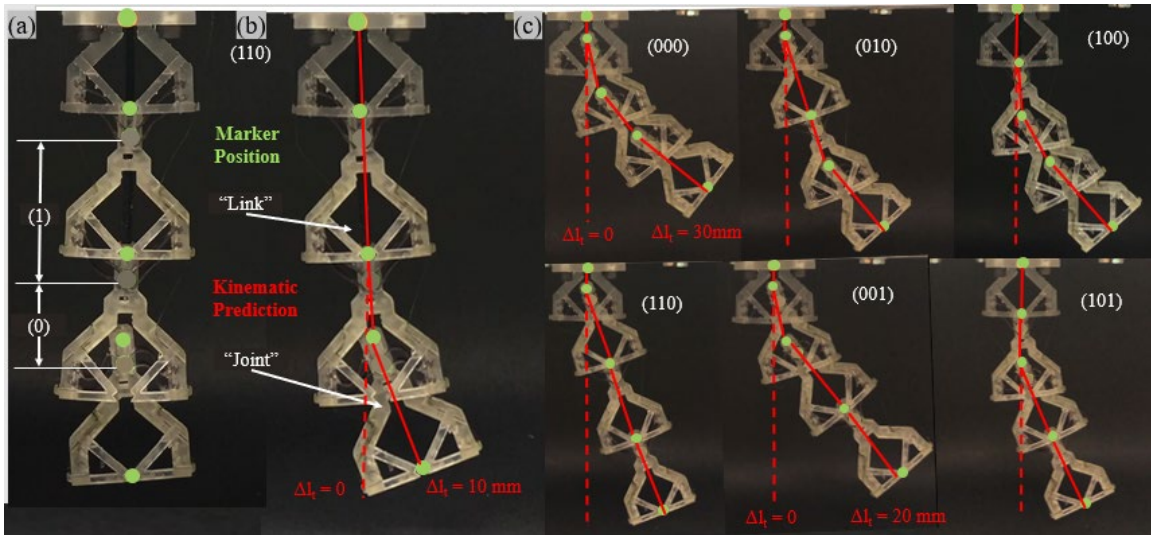 (a)
(110)
(1)
(0)
(b)
Marker
Position
“Link”
Kinematic
Prediction
“Joint”
Δlt = 0
Δlt = 10 mm
(c)
(000)
Δlt = 0
Δlt = 30mm
(010)
(100)
(110)
(001)
Δlt = 0
Δlt = 20 mm
(101)